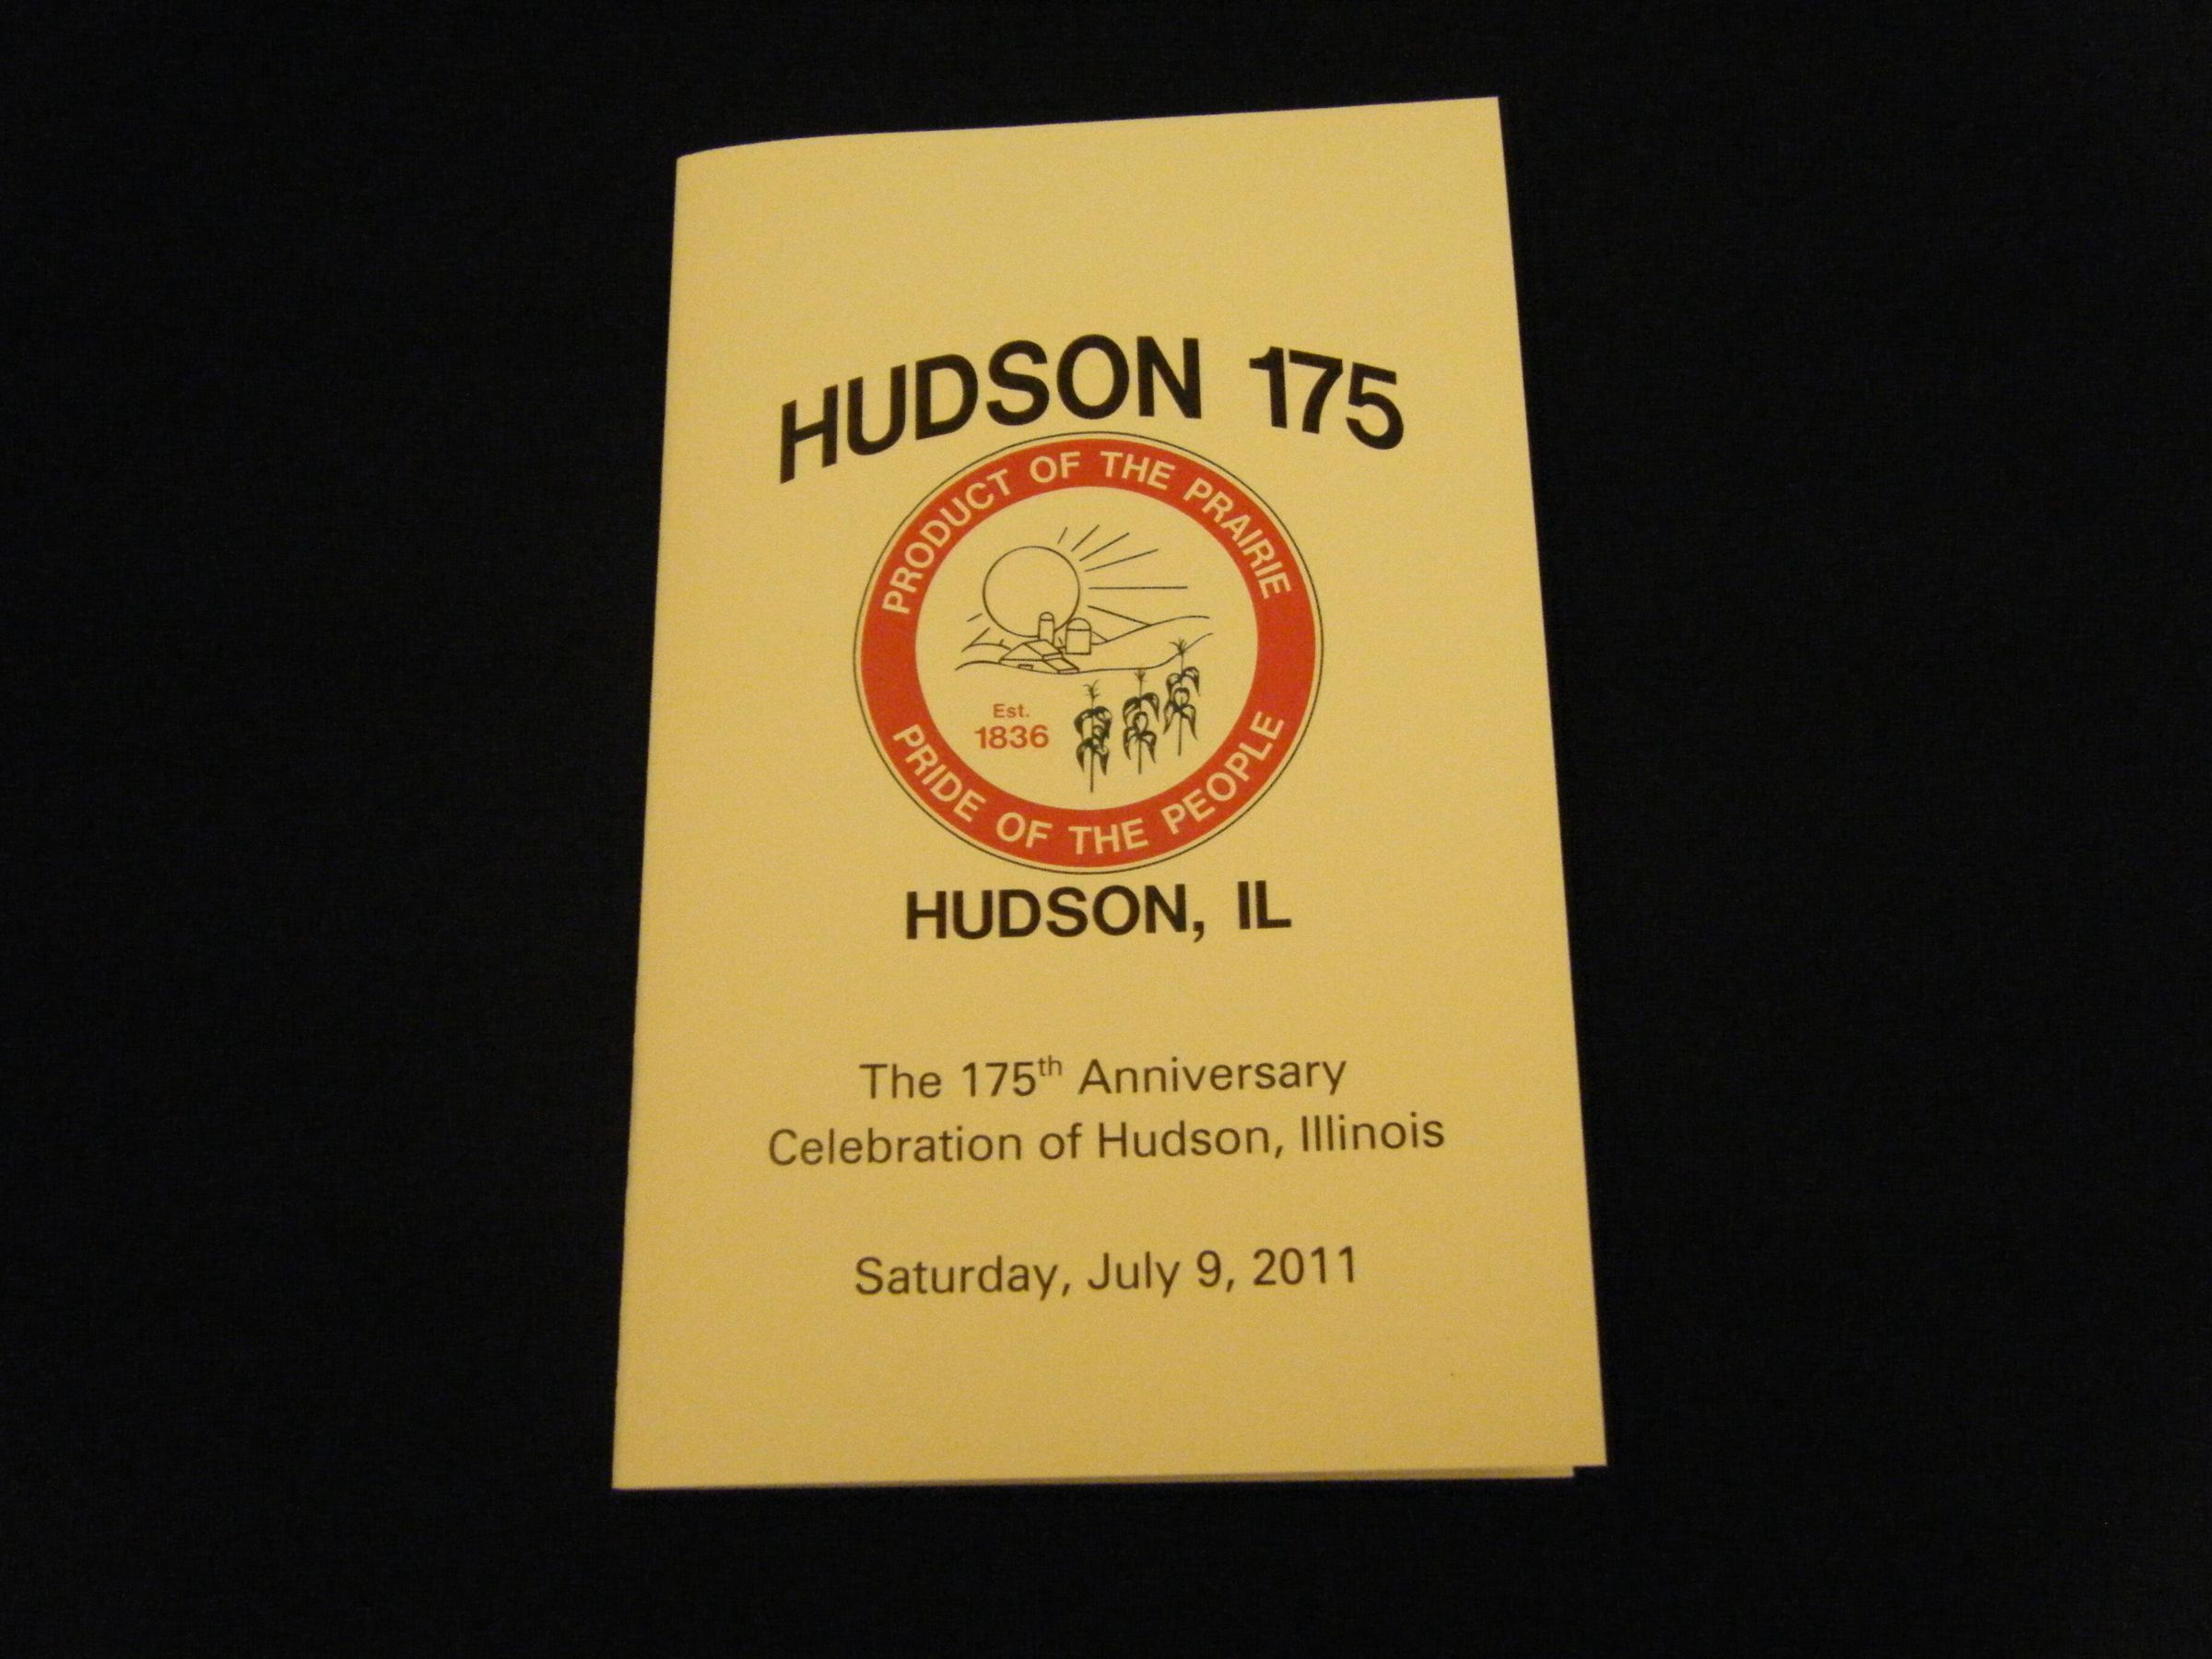 HUDSON 175
PRODUCT OF THE PRAIRIE
Est.
1836
PRIDE OF THE PEOPLE
HUDSON, IL
The 175th Anniversary
Celebration of Hudson, Illinois
Saturday, July 9, 2011